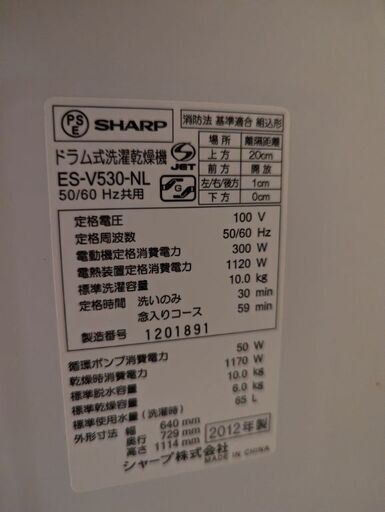 PS E
SHARP
ドラム式洗濯乾燥機
ES-V530-NL
50/60 Hz共用
JET
G
消防法 基準適合 組込形
場所 離隔距離
上方 20cm
前方 開放
左/右/後方 1cm
下方 0cm
定格電圧 100 V
定格周波数 50/60 Hz
電動機定格消費電力 300 W
電熱装置定格消費電力 1120 W
標準洗濯容量 10.0 kg
定格時間 洗いのみ 30 min
念入りコース 59 min
製造番号 1201891
循環ポンプ消費電力 50 W
乾燥時消費電力 1170 W
標準脱水容量 10.0 kg
標準乾燥容量 6.0 kg
標準使用水量 (洗濯時) 65 L
外形寸法 幅 640 mm
奥行 729 mm
高さ 1114 mm
2012年製
シャープ株式会社
MADE IN CHINA